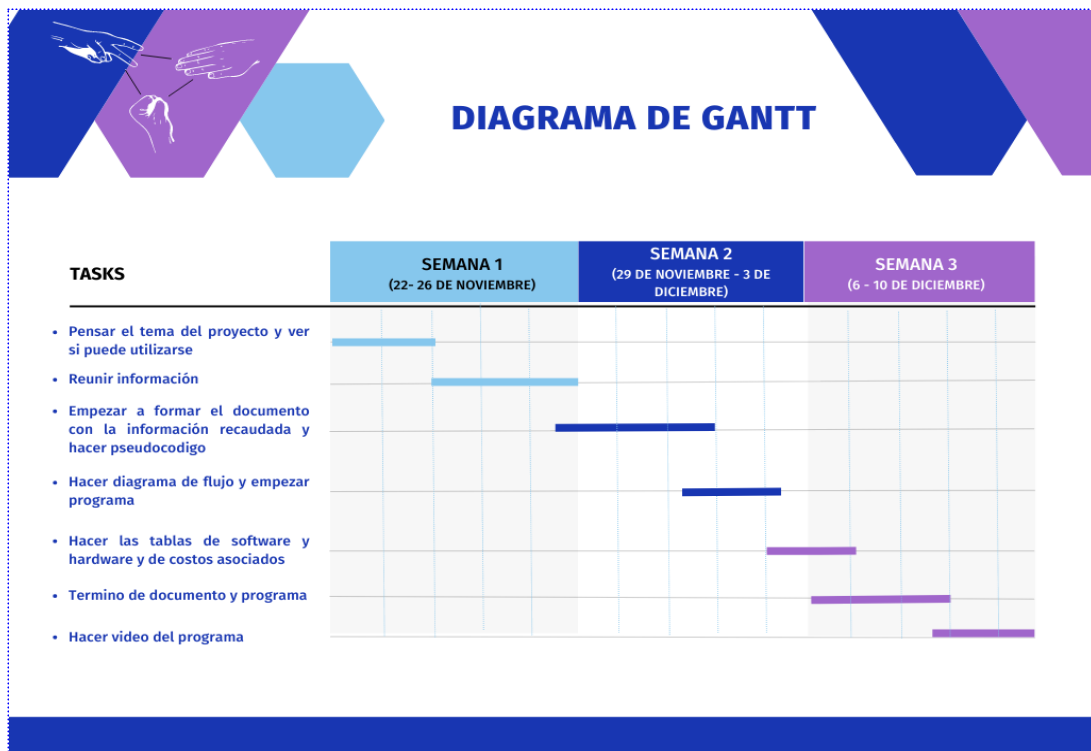 DIAGRAMA DE GANTT
TASKS
SEMANA 1
(22- 26 DE NOVIEMBRE)
SEMANA 2
(29 DE NOVIEMBRE - 3 DE
DICIEMBRE)
SEMANA 3
(6 - 10 DE DICIEMBRE)
• Pensar el tema del proyecto y ver
si puede utilizarse
• Reunir información
• Empezar a formar el documento
con la información recaudada y
hacer pseudocodigo
• Hacer diagrama de flujo y empezar
programa
• Hacer las tablas de software y
hardware y de costos asociados
• Termino de documento y programa
• Hacer video del programa